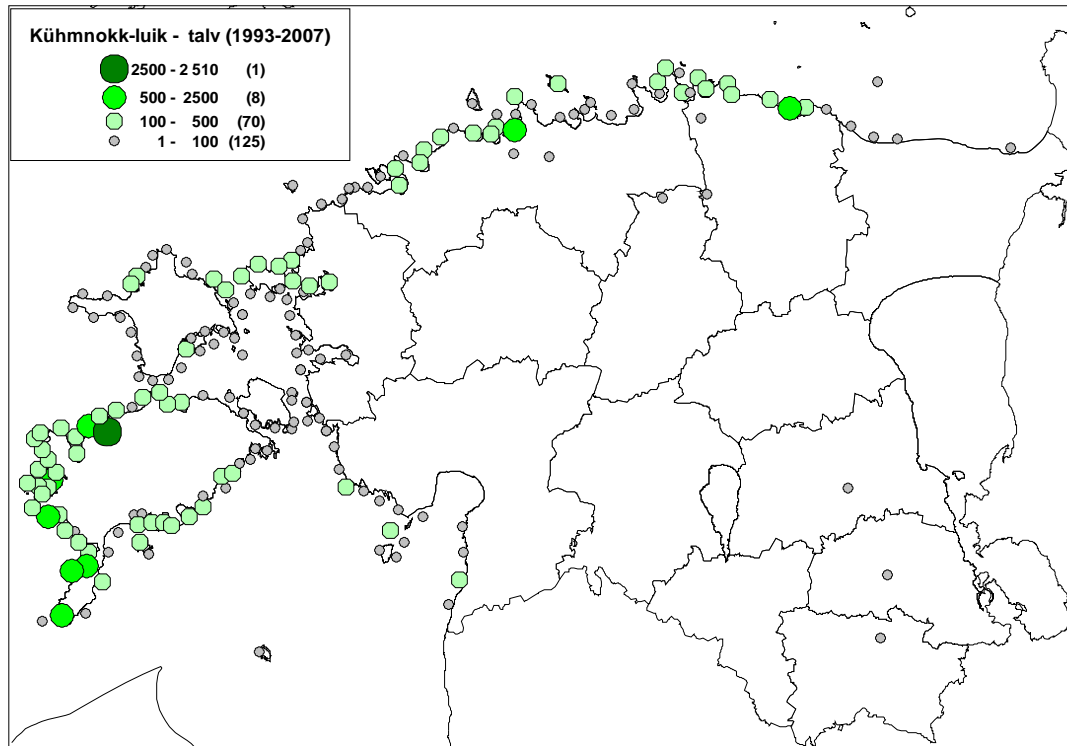 Kühmnokk-luik - talv (1993-2007)
2500 - 2 510 (1)
500 - 2500 (8)
100 - 500 (70)
1 - 100 (125)